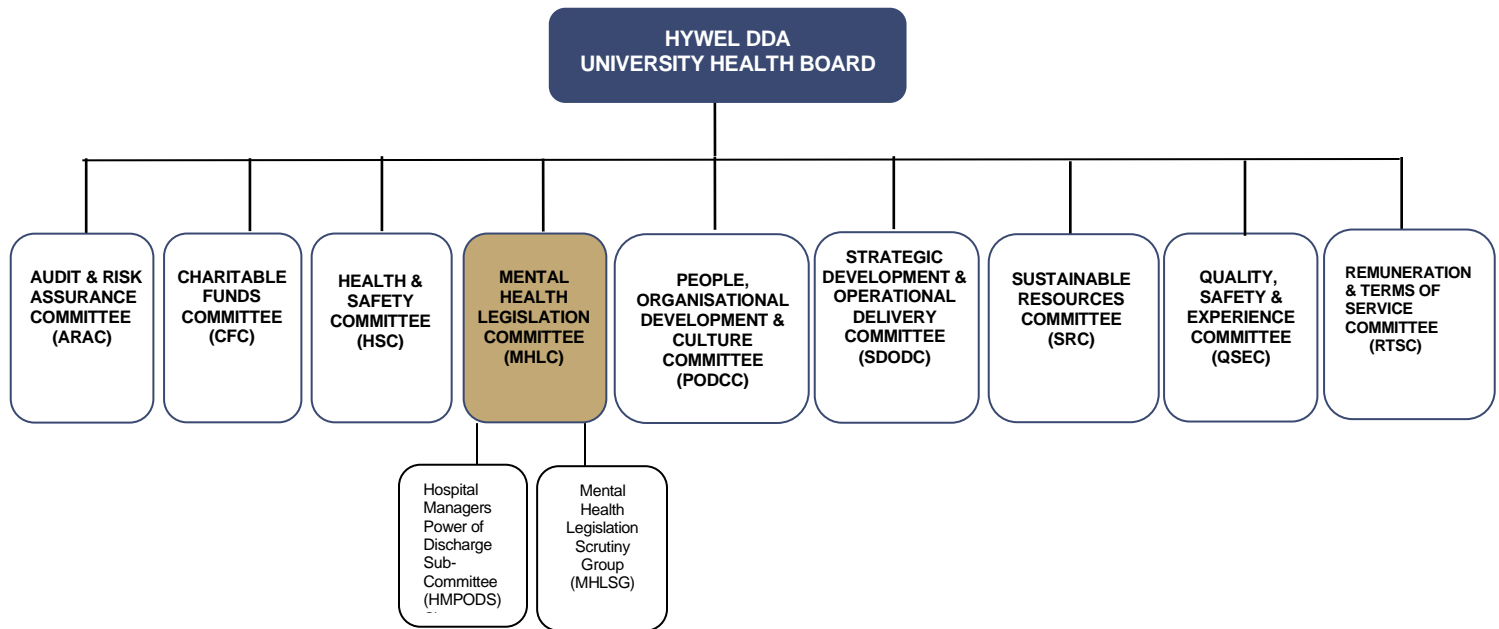 HYWEL DDA
UNIVERSITY HEALTH BOARD
AUDIT & RISK
ASSURANCE
COMMITTEE
(ARAC)
CHARITABLE
FUNDS
COMMITTEE
(CFC)
HEALTH &
SAFETY
COMMITTEE
(HSC)
MENTAL
HEALTH
LEGISLATION
COMMITTEE
(MHLC)
PEOPLE,
ORGANISATIONAL
DEVELOPMENT &
CULTURE
COMMITTEE
(PODCC)
STRATEGIC
DEVELOPMENT &
OPERATIONAL
DELIVERY
COMMITTEE
(SDODC)
SUSTAINABLE
RESOURCES
COMMITTEE
(SRC)
QUALITY,
SAFETY &
EXPERIENCE
COMMITTEE
(QSEC)
REMUNERATION
& TERMS OF
SERVICE
COMMITTEE
(RTSC)
Hospital
Managers
Power of
Discharge
Sub-
Committee
(HMPODS)
Mental
Health
Legislation
Scrutiny
Group
(MHLSG)